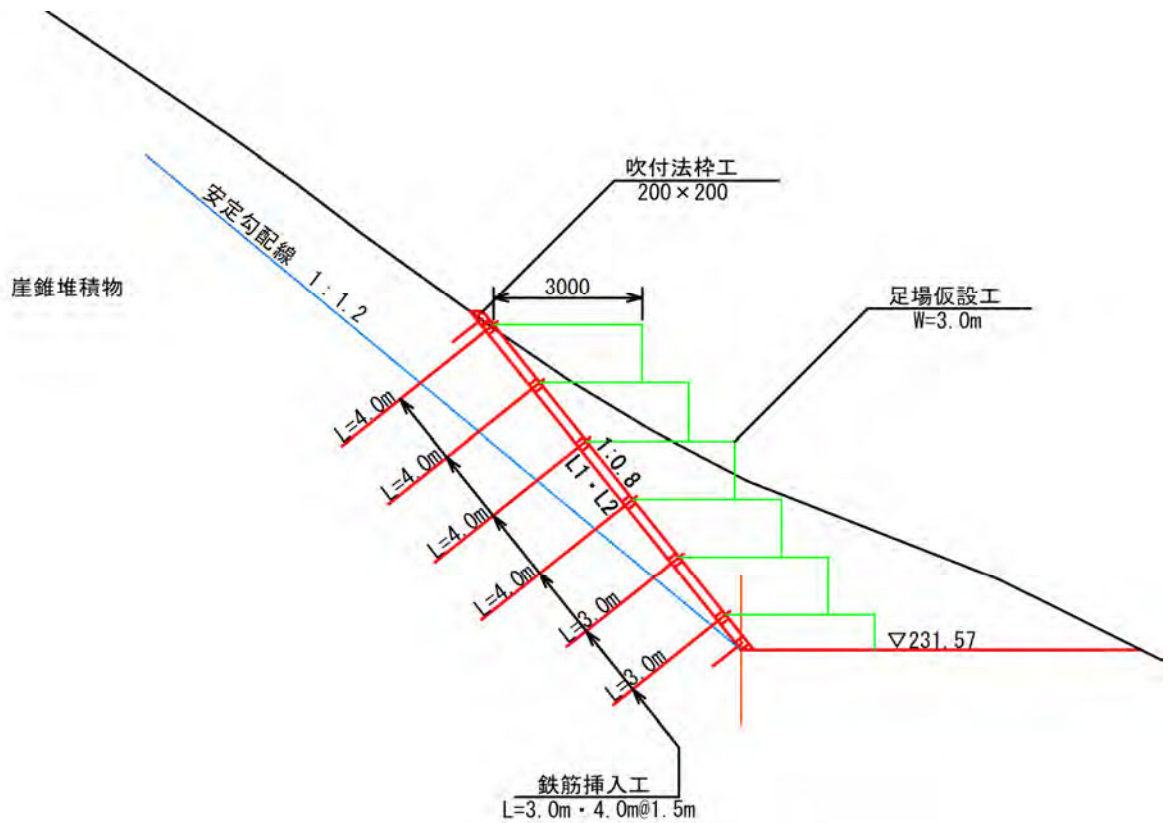 吹付法枠工
200×200
安定勾配線 1:1.2
崖錐堆積物
3000
足場仮設工
W=3.0m
L=4.0m
L=4.0m
1:0.8
L1・L2
L=4.0m
L=4.0m
L=3.0m
▽231.57
L=3.0m
鉄筋挿入工
L=3.0m・4.0m@1.5m